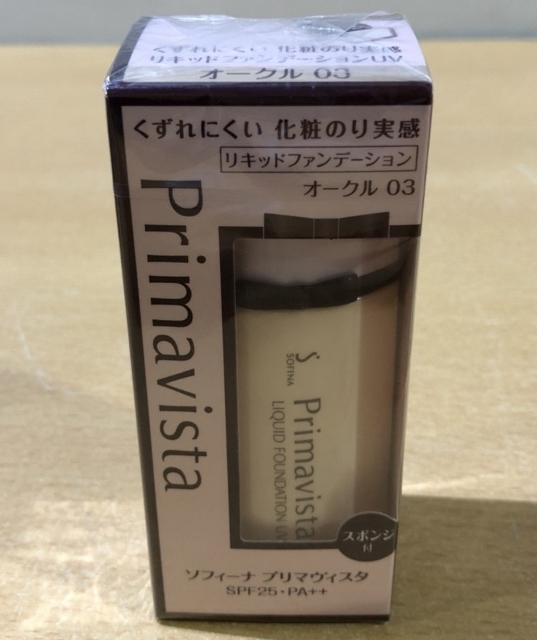 くずれにくい 化粧のり実感
リキッドファンデーションUV
オークル 03
くずれにくい 化粧のり実感
リキッドファンデーション
オークル 03
Primavista
SOFINA
Primavista
LIQUID FOUNDATION UV
スポンジ
付
ソフィーナ プリマヴィスタ
SPF25・PA++